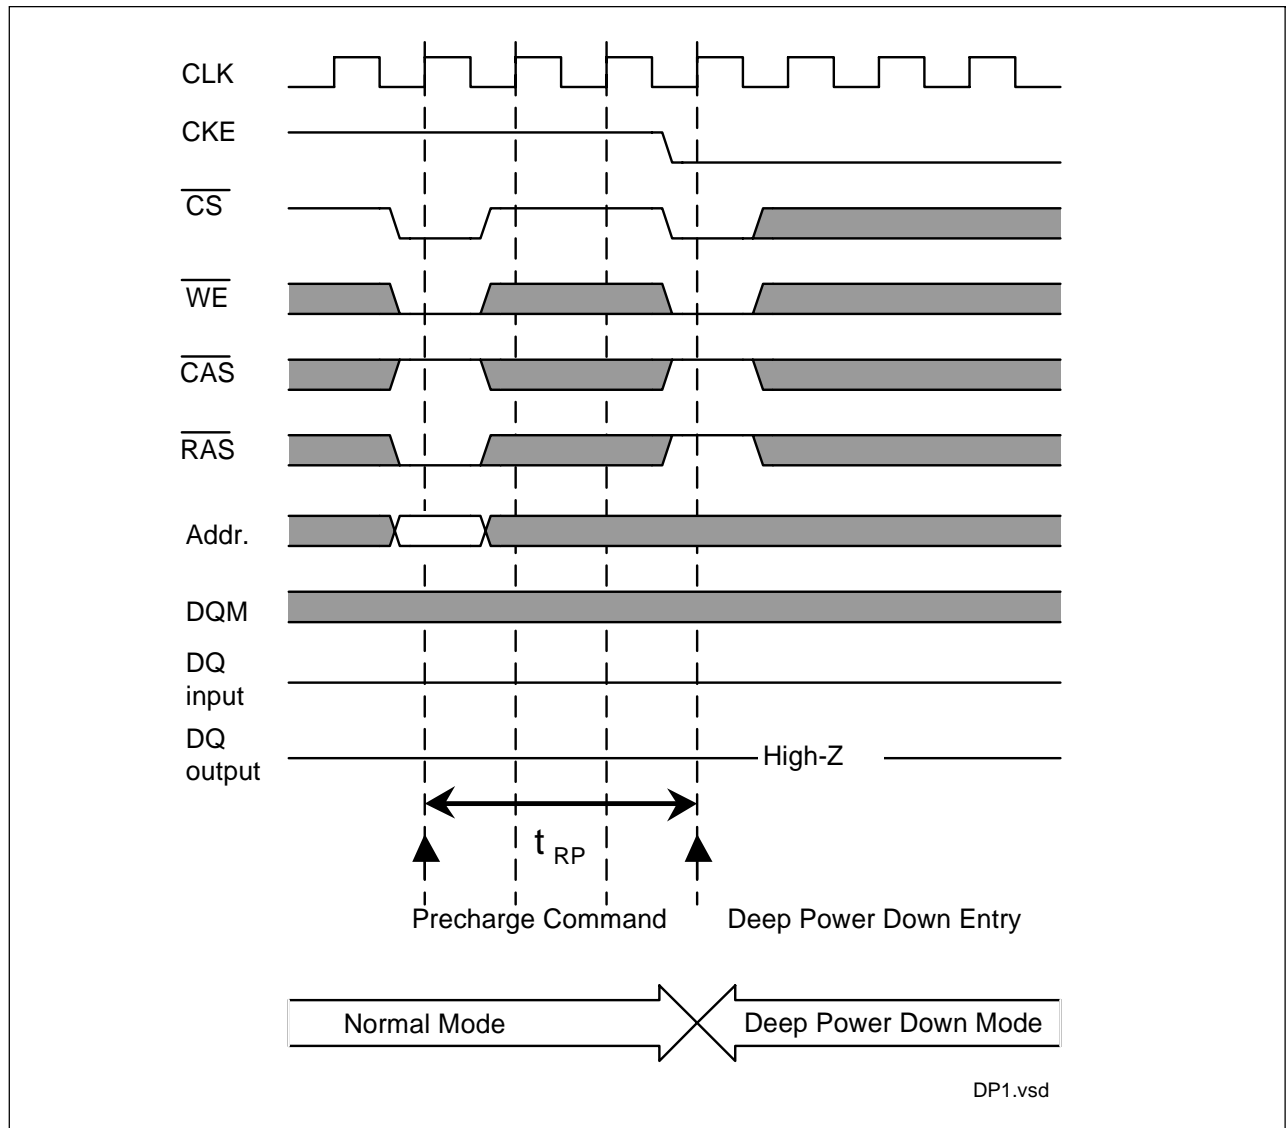 CLK
CKE
CS
WE
CAS
RAS
Addr.
DQM
DQ
input
DQ
output
High-Z
t RP
Precharge Command
Deep Power Down Entry
Normal Mode
Deep Power Down Mode
DP1.vsd